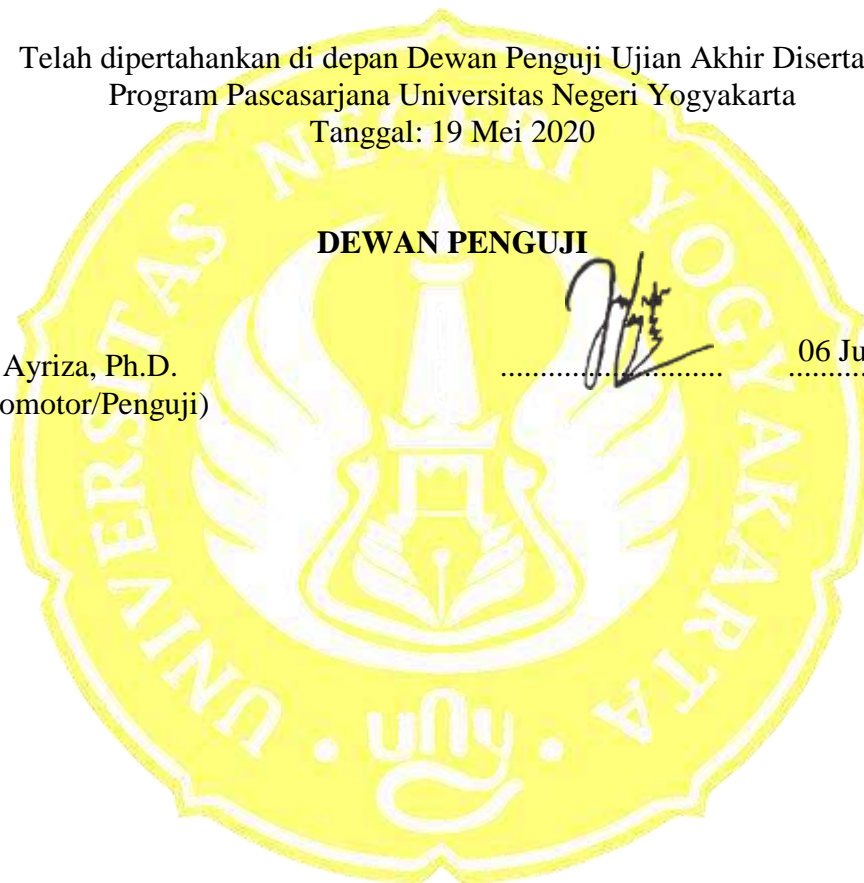 Telah dipertahankan di depan Dewan Penguji Ujian Akhir Diserta
Program Pascasarjana Universitas Negeri Yogyakarta
Tanggal: 19 Mei 2020
DEWAN PENGUJI
Ayriza, Ph.D.
........................... 06 Ju
omotor/Penguji)
UNIVERSITAS NEGERI YOGYAKARTA
uny